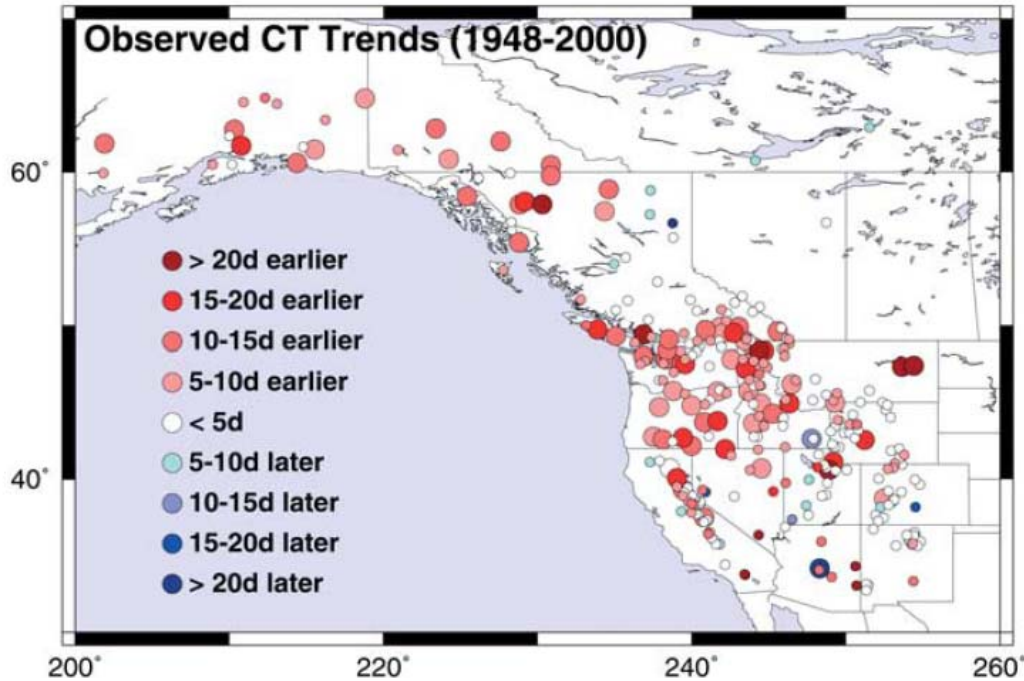 Observed CT Trends (1948-2000)
60°
> 20d earlier
15-20d earlier
10-15d earlier
5-10d earlier
< 5d
5-10d later
40°
10-15d later
15-20d later
> 20d later
200°
220°
240°
260°